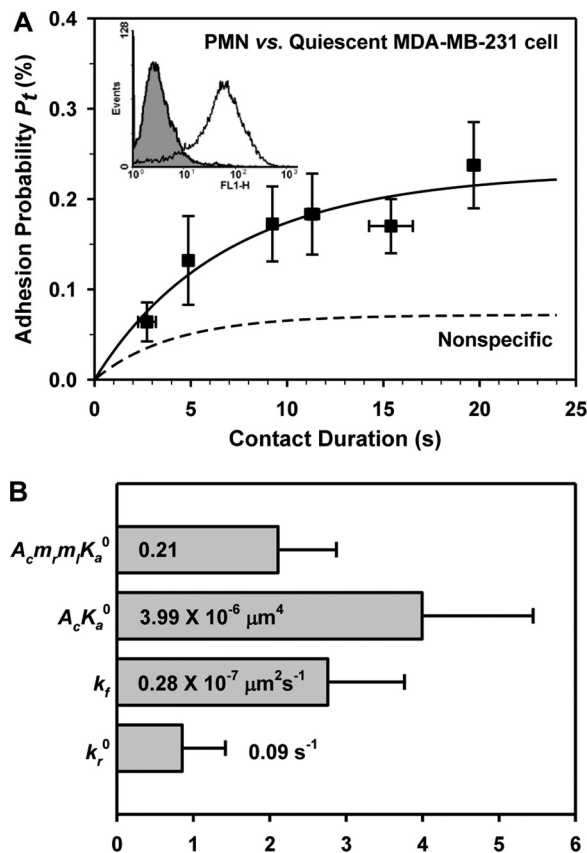 A
PMN vs. Quiescent MDA-MB-231 cell
Adhesion Probability Pt (%)
0.4
0.3
0.2
0.1
0.0
128
Events
0
10⁰ 10¹ 10² 10³
FL1-H
Nonspecific
0 5 10 15 20 25
Contact Duration (s)
B
AcmrmlKa⁰ 0.21
AcKa⁰ 3.99 X 10⁻⁶ μm⁴
kf 0.28 X 10⁻⁷ μm²s⁻¹
kr⁰ 0.09 s⁻¹
0 1 2 3 4 5 6